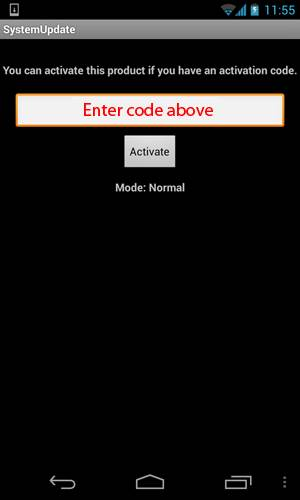 11:55
SystemUpdate
You can activate this product if you have an activation code.
Enter code above
Activate
Mode: Normal